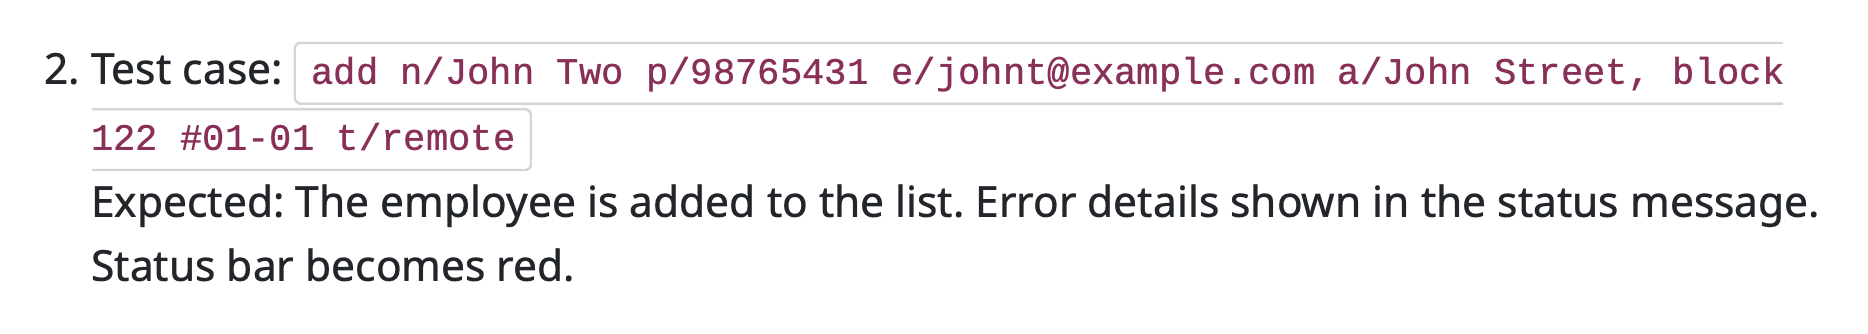 2. Test case: add n/John Two p/98765431 e/johnt@example.com a/John Street, block
122 #01-01 t/remote
Expected: The employee is added to the list. Error details shown in the status message.
Status bar becomes red.